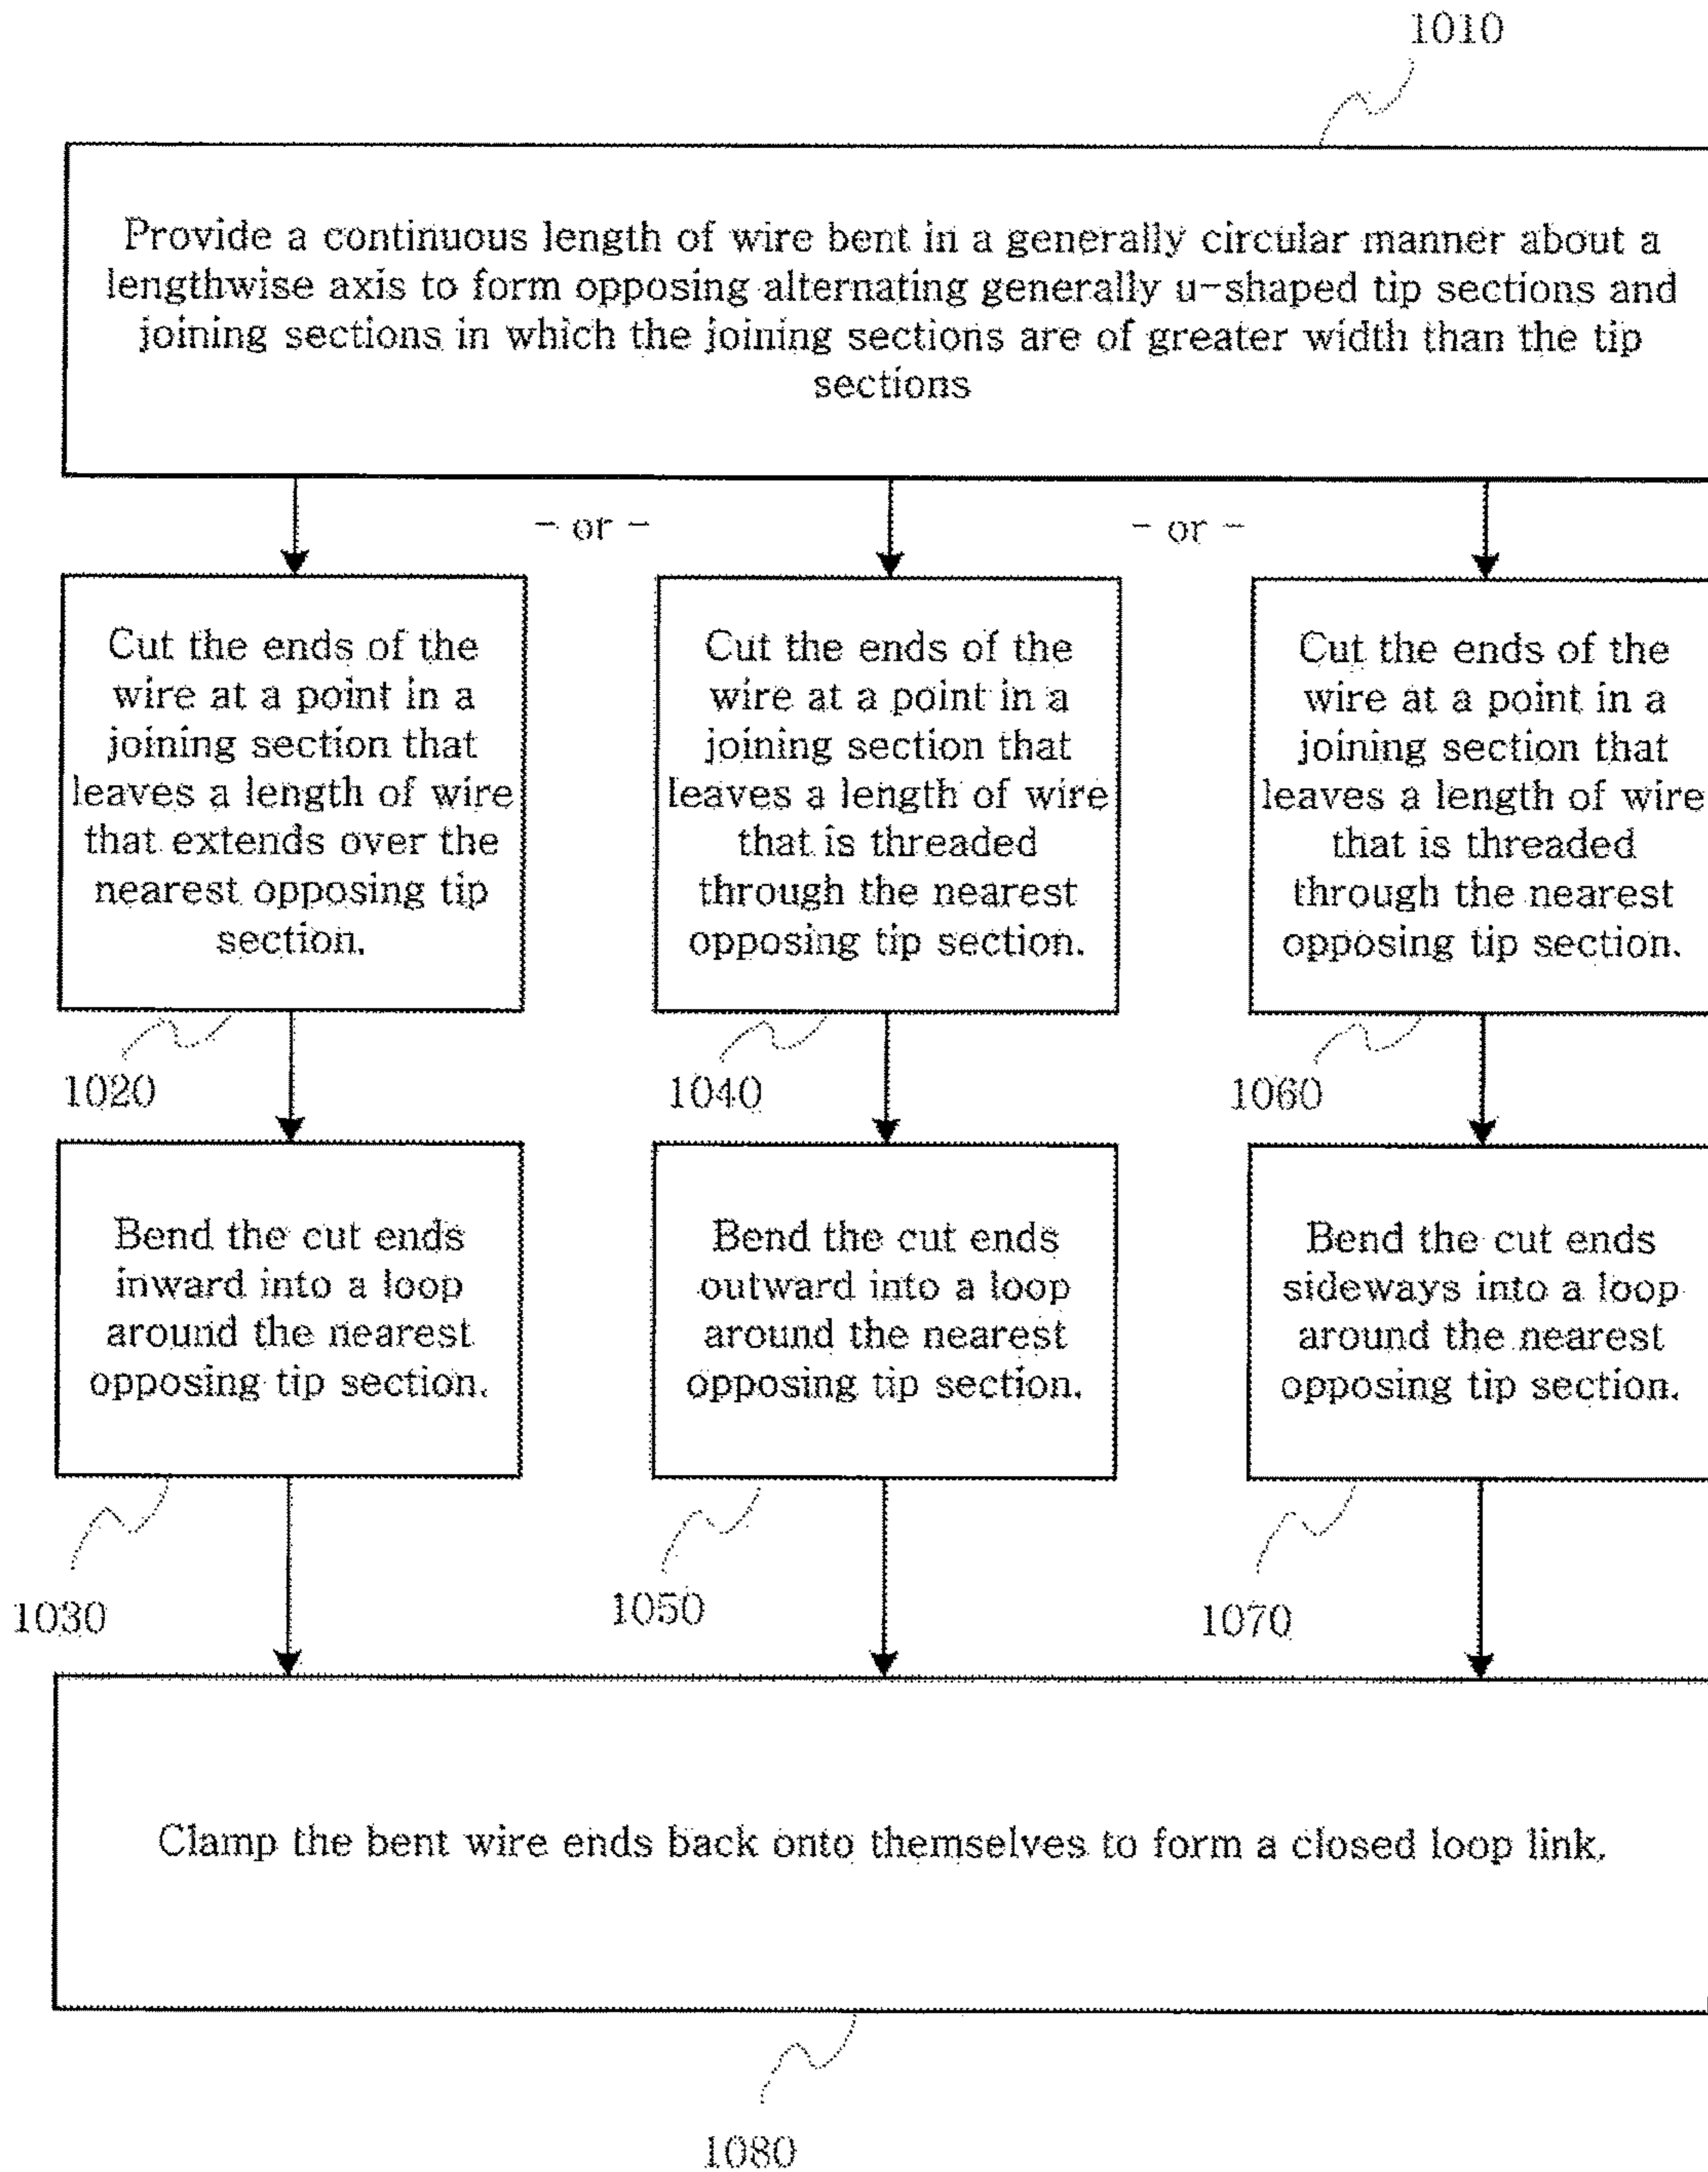 1010
Provide a continuous length of wire bent in a generally circular manner about a
lengthwise axis to form opposing alternating generally u-shaped tip sections and
joining sections in which the joining sections are of greater width than the tip
sections
- or -
- or -
Cut the ends of the
wire at a point in a
joining section that
leaves a length of wire
that extends over the
nearest opposing tip
section.
1020
Cut the ends of the
wire at a point in a
joining section that
leaves a length of wire
that is threaded
through the nearest
opposing tip section.
1040
Cut the ends of the
wire at a point in a
joining section that
leaves a length of wire
that is threaded
through the nearest
opposing tip section.
1060
Bend the cut ends
inward into a loop
around the nearest
opposing tip section.
1030
Bend the cut ends
outward into a loop
around the nearest
opposing tip section.
1050
Bend the cut ends
sideways into a loop
around the nearest
opposing tip section.
1070
Clamp the bent wire ends back onto themselves to form a closed loop link.
1080